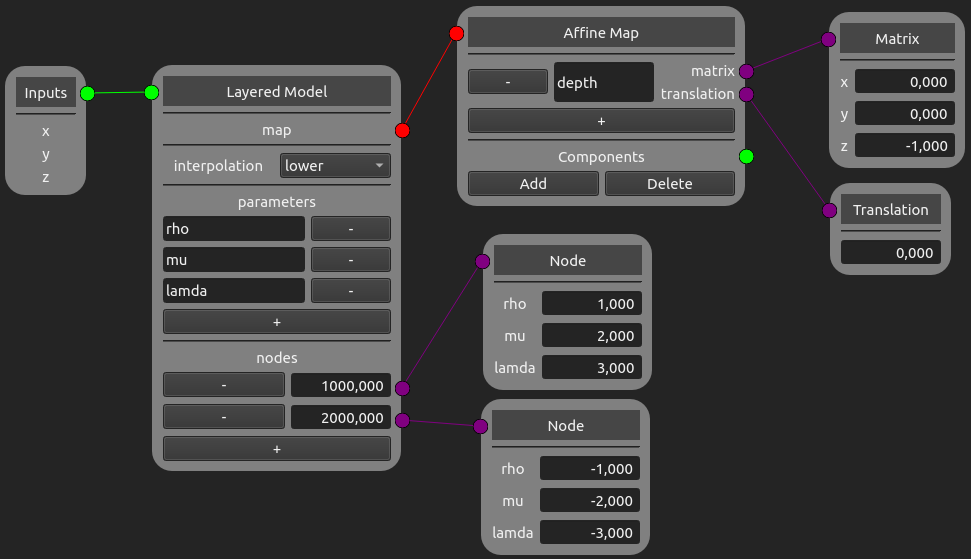 Inputs
x
y
z
Layered Model
map
interpolation lower
parameters
rho -
mu -
lamda -
+
nodes
- 1000,000
- 2000,000
+
Affine Map
matrix
- depth
translation
+
Components
Add Delete
Matrix
x 0,000
y 0,000
z -1,000
Translation
0,000
Node
rho 1,000
mu 2,000
lamda 3,000
Node
rho -1,000
mu -2,000
lamda -3,000